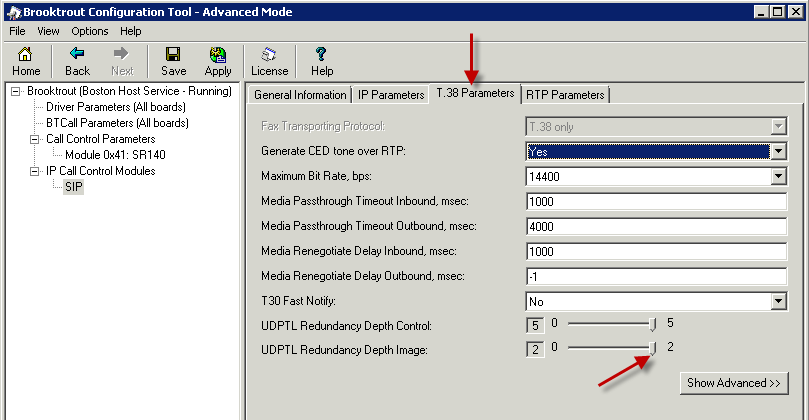 Brooktrout Configuration Tool - Advanced Mode
File View Options Help
Home Back Next Save Apply License Help
Brooktrout (Boston Host Service - Running)
Driver Parameters (All boards)
BTCall Parameters (All boards)
Call Control Parameters
Module 0x41: SR140
IP Call Control Modules
SIP
General Information IP Parameters T.38 Parameters RTP Parameters
Fax Transporting Protocol: T.38 only
Generate CED tone over RTP: Yes
Maximum Bit Rate, bps: 14400
Media Passthrough Timeout Inbound, msec: 1000
Media Passthrough Timeout Outbound, msec: 4000
Media Renegotiate Delay Inbound, msec: 1000
Media Renegotiate Delay Outbound, msec: -1
T30 Fast Notify: No
UDPTL Redundancy Depth Control: 5 0 5
UDPTL Redundancy Depth Image: 2 0 2
Show Advanced >>